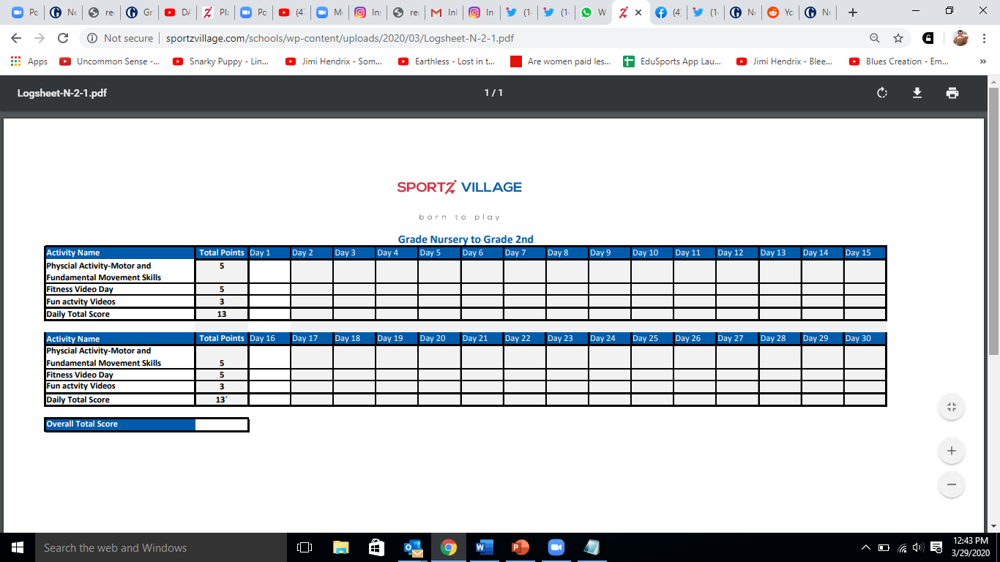 Pc Ne rec Gr DA Pla Pc (4 Mi Ins rec Inl In (1 (1 W (4 (1 Ne Yo Ne
Not secure sportzvillage.com/schools/wp-content/uploads/2020/03/Logsheet-N-2-1.pdf
Apps Uncommon Sense -... Snarky Puppy - Lin... Jimi Hendrix - Som... Earthless - Lost in t... Are women paid les... EduSports App Lau... Jimi Hendrix - Blee... Blues Creation - Em... »
Logsheet-N-2-1.pdf 1 / 1
SPORTZ VILLAGE
born to play
Grade Nursery to Grade 2nd
Activity Name Total Points Day 1 Day 2 Day 3 Day 4 Day 5 Day 6 Day 7 Day 8 Day 9 Day 10 Day 11 Day 12 Day 13 Day 14 Day 15
Physcial Activity-Motor and 5
Fundamental Movement Skills
Fitness Video Day 5
Fun actvity Videos 3
Daily Total Score 13
Activity Name Total Points Day 16 Day 17 Day 18 Day 19 Day 20 Day 21 Day 22 Day 23 Day 24 Day 25 Day 26 Day 27 Day 28 Day 29 Day 30
Physcial Activity-Motor and
Fundamental Movement Skills 5
Fitness Video Day 5
Fun actvity Videos 3
Daily Total Score 13`
Overall Total Score
Search the web and Windows
12:43 PM
3/29/2020